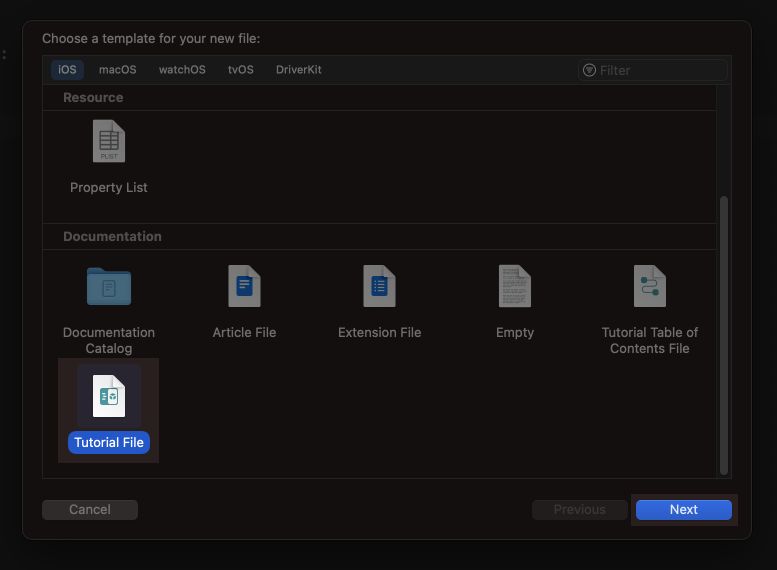 Choose a template for your new file:
iOS macOS watchOS tvOS DriverKit Filter
Resource
PLIST
Property List
Documentation
Documentation Catalog
Article File
Extension File
Empty
Tutorial Table of Contents File
Tutorial File
Cancel Previous Next